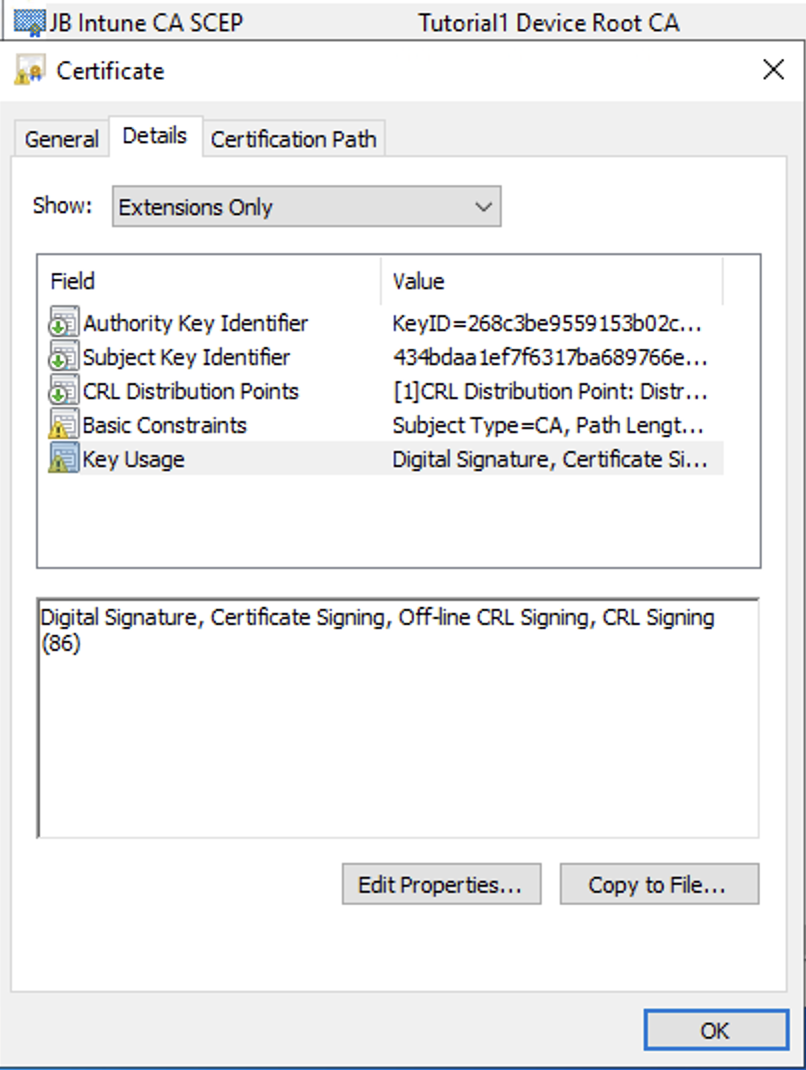 JB Intune CA SCEP Tutorial1 Device Root CA
Certificate
General Details Certification Path
Show: Extensions Only
Field Value
Authority Key Identifier KeyID=268c3be9559153b02c...
Subject Key Identifier 434bdaa1ef7f6317ba689766e...
CRL Distribution Points [1]CRL Distribution Point: Distr...
Basic Constraints Subject Type=CA, Path Lengt...
Key Usage Digital Signature, Certificate Si...
Digital Signature, Certificate Signing, Off-line CRL Signing, CRL Signing
(86)
Edit Properties... Copy to File...
OK